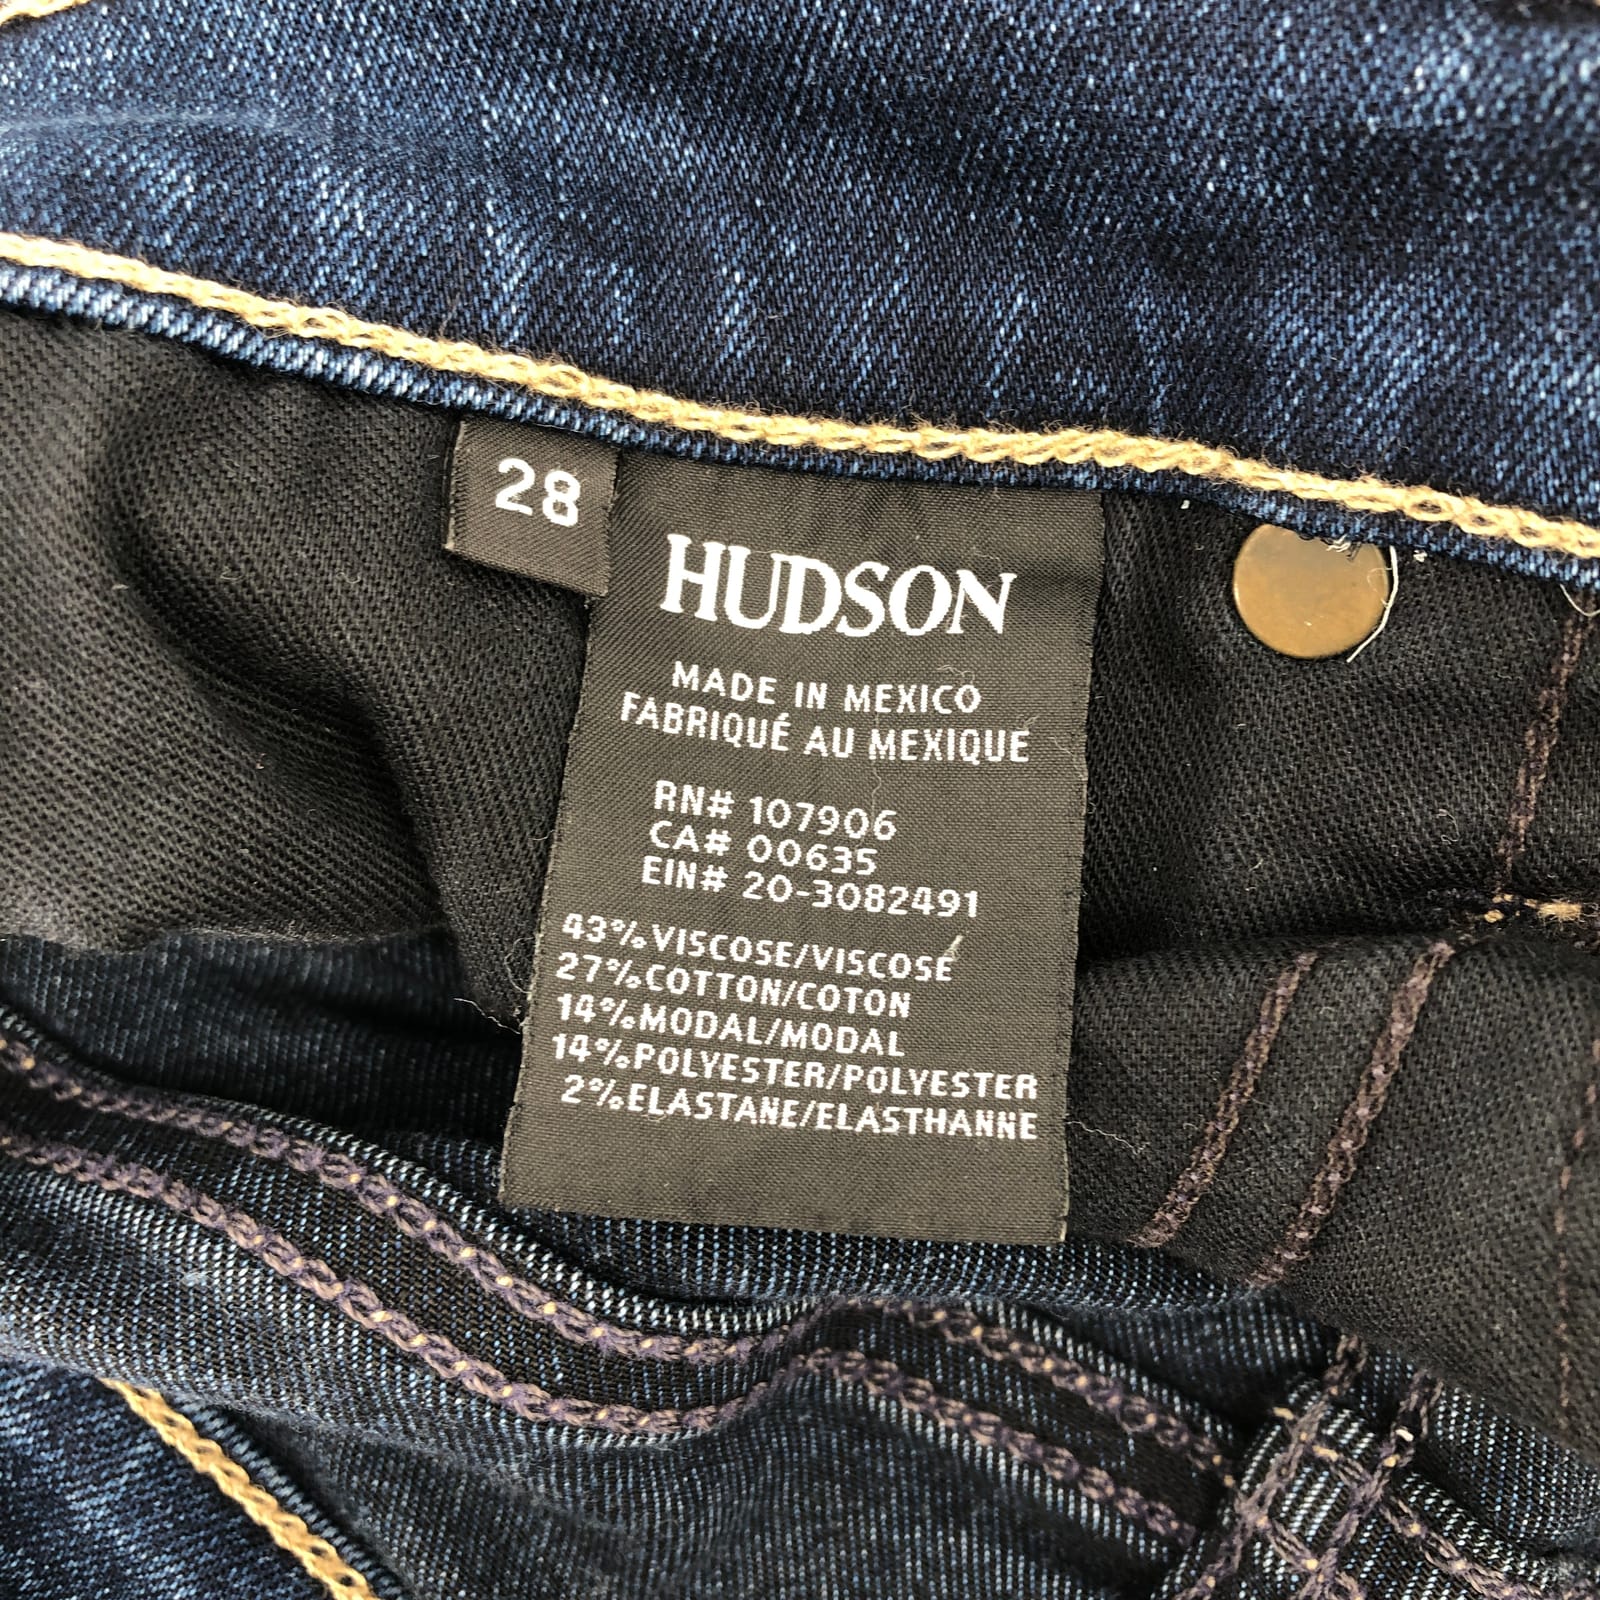 28
HUDSON
MADE IN MEXICO
FABRIQUÉ AU MEXIQUE
RN# 107906
CA# 00635
EIN# 20-3082491
43%VISCOSE/VISCOSE
27%COTTON/COTON
14%MODAL/MODAL
14%POLYESTER/POLYESTER
2%ELASTANE/ELASTHANNE